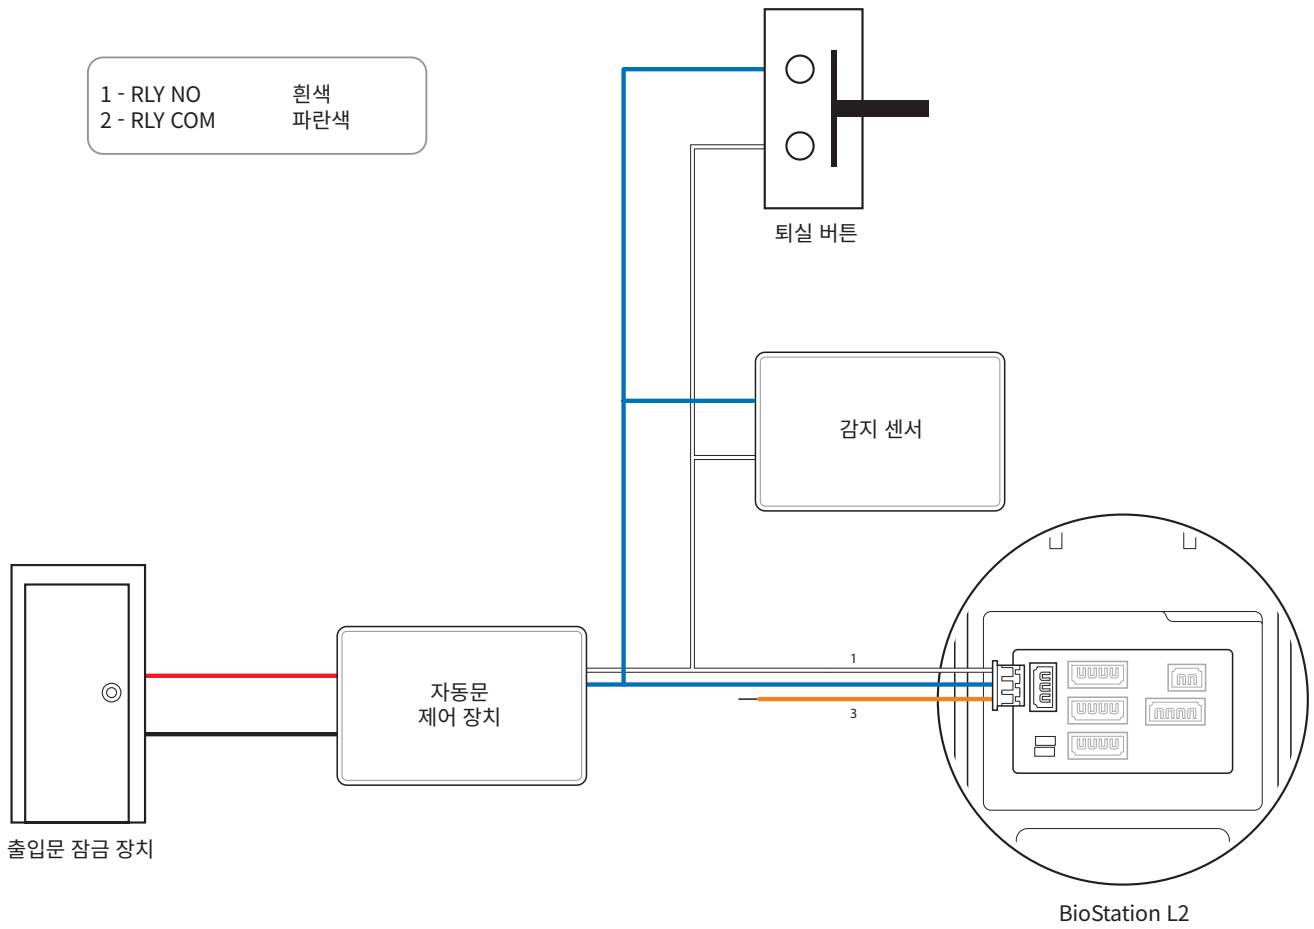 1 - RLY NO 흰색
2 - RLY COM 파란색
퇴실 버튼
감지 센서
자동문
제어 장치
1
3
출입문 잠금 장치
BioStation L2